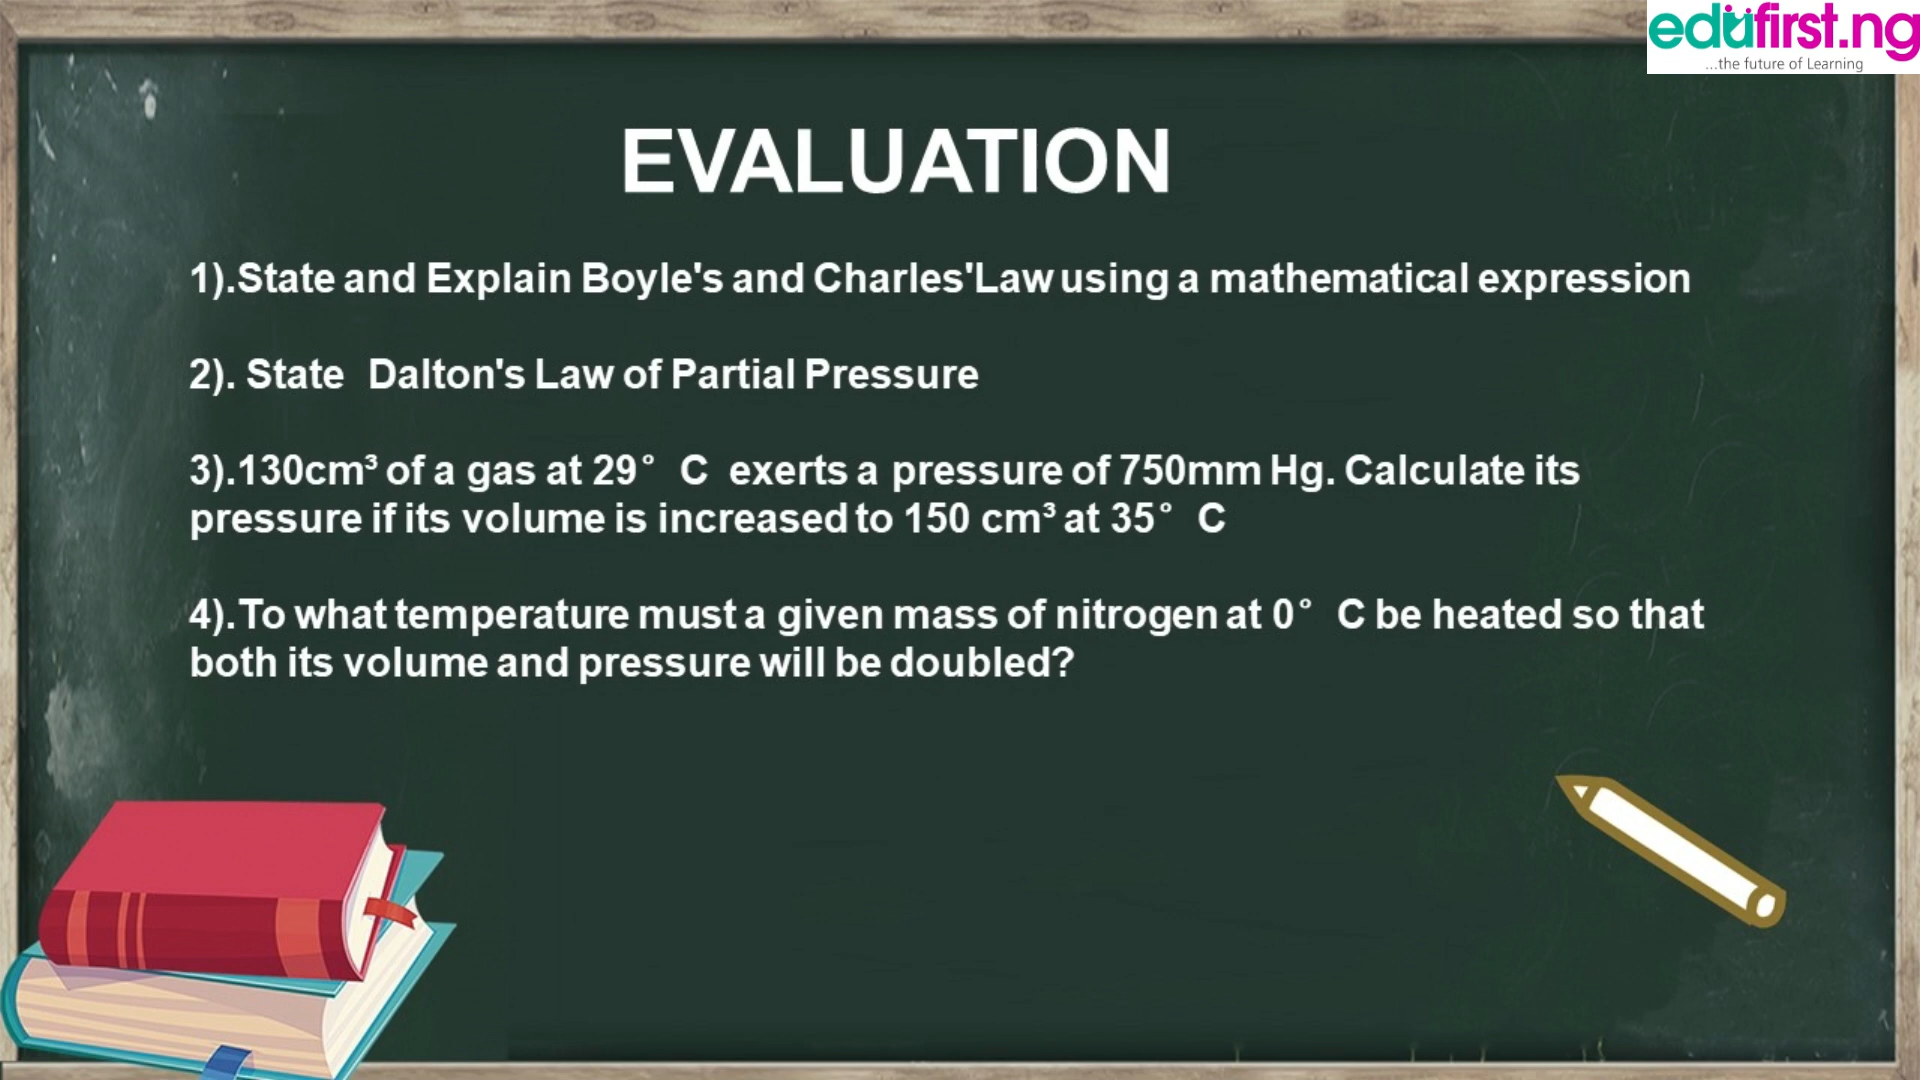 edufirst.ng
...the future of Learning
EVALUATION
1).State and Explain Boyle's and Charles'Law using a mathematical expression
2). State Dalton's Law of Partial Pressure
3).130cm³ of a gas at 29° C exerts a pressure of 750mm Hg. Calculate its
pressure if its volume is increased to 150 cm³ at 35° C
4).To what temperature must a given mass of nitrogen at 0° C be heated so that
both its volume and pressure will be doubled?